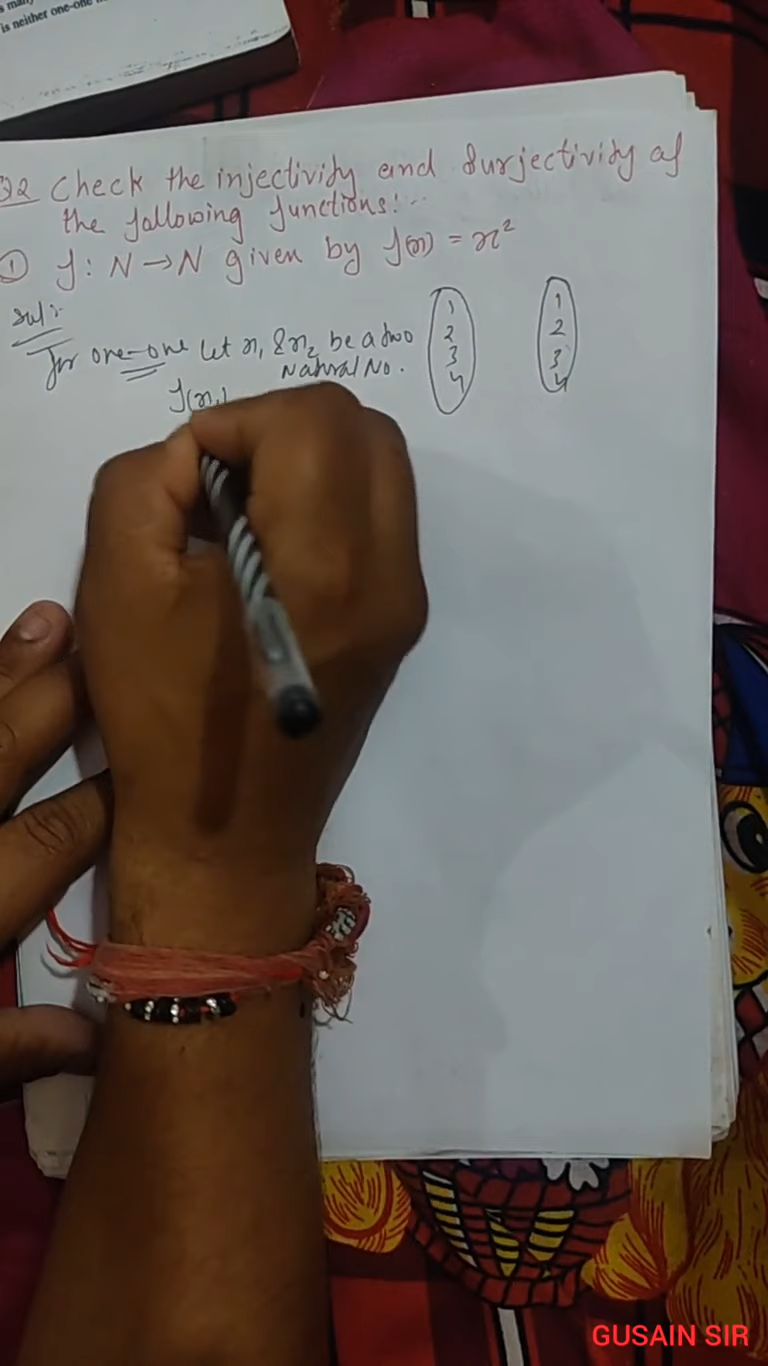 is neither one-one
Q2 Check the injectivity and Surjectivity of
the following functions:-
① f: N→N given by f(x) = x²
Sol:-
For one-one Let x₁ & x₂ be a two
Natural No.
f(x₁)
1
2
3
4
1
2
3
4
GUSAIN SIR